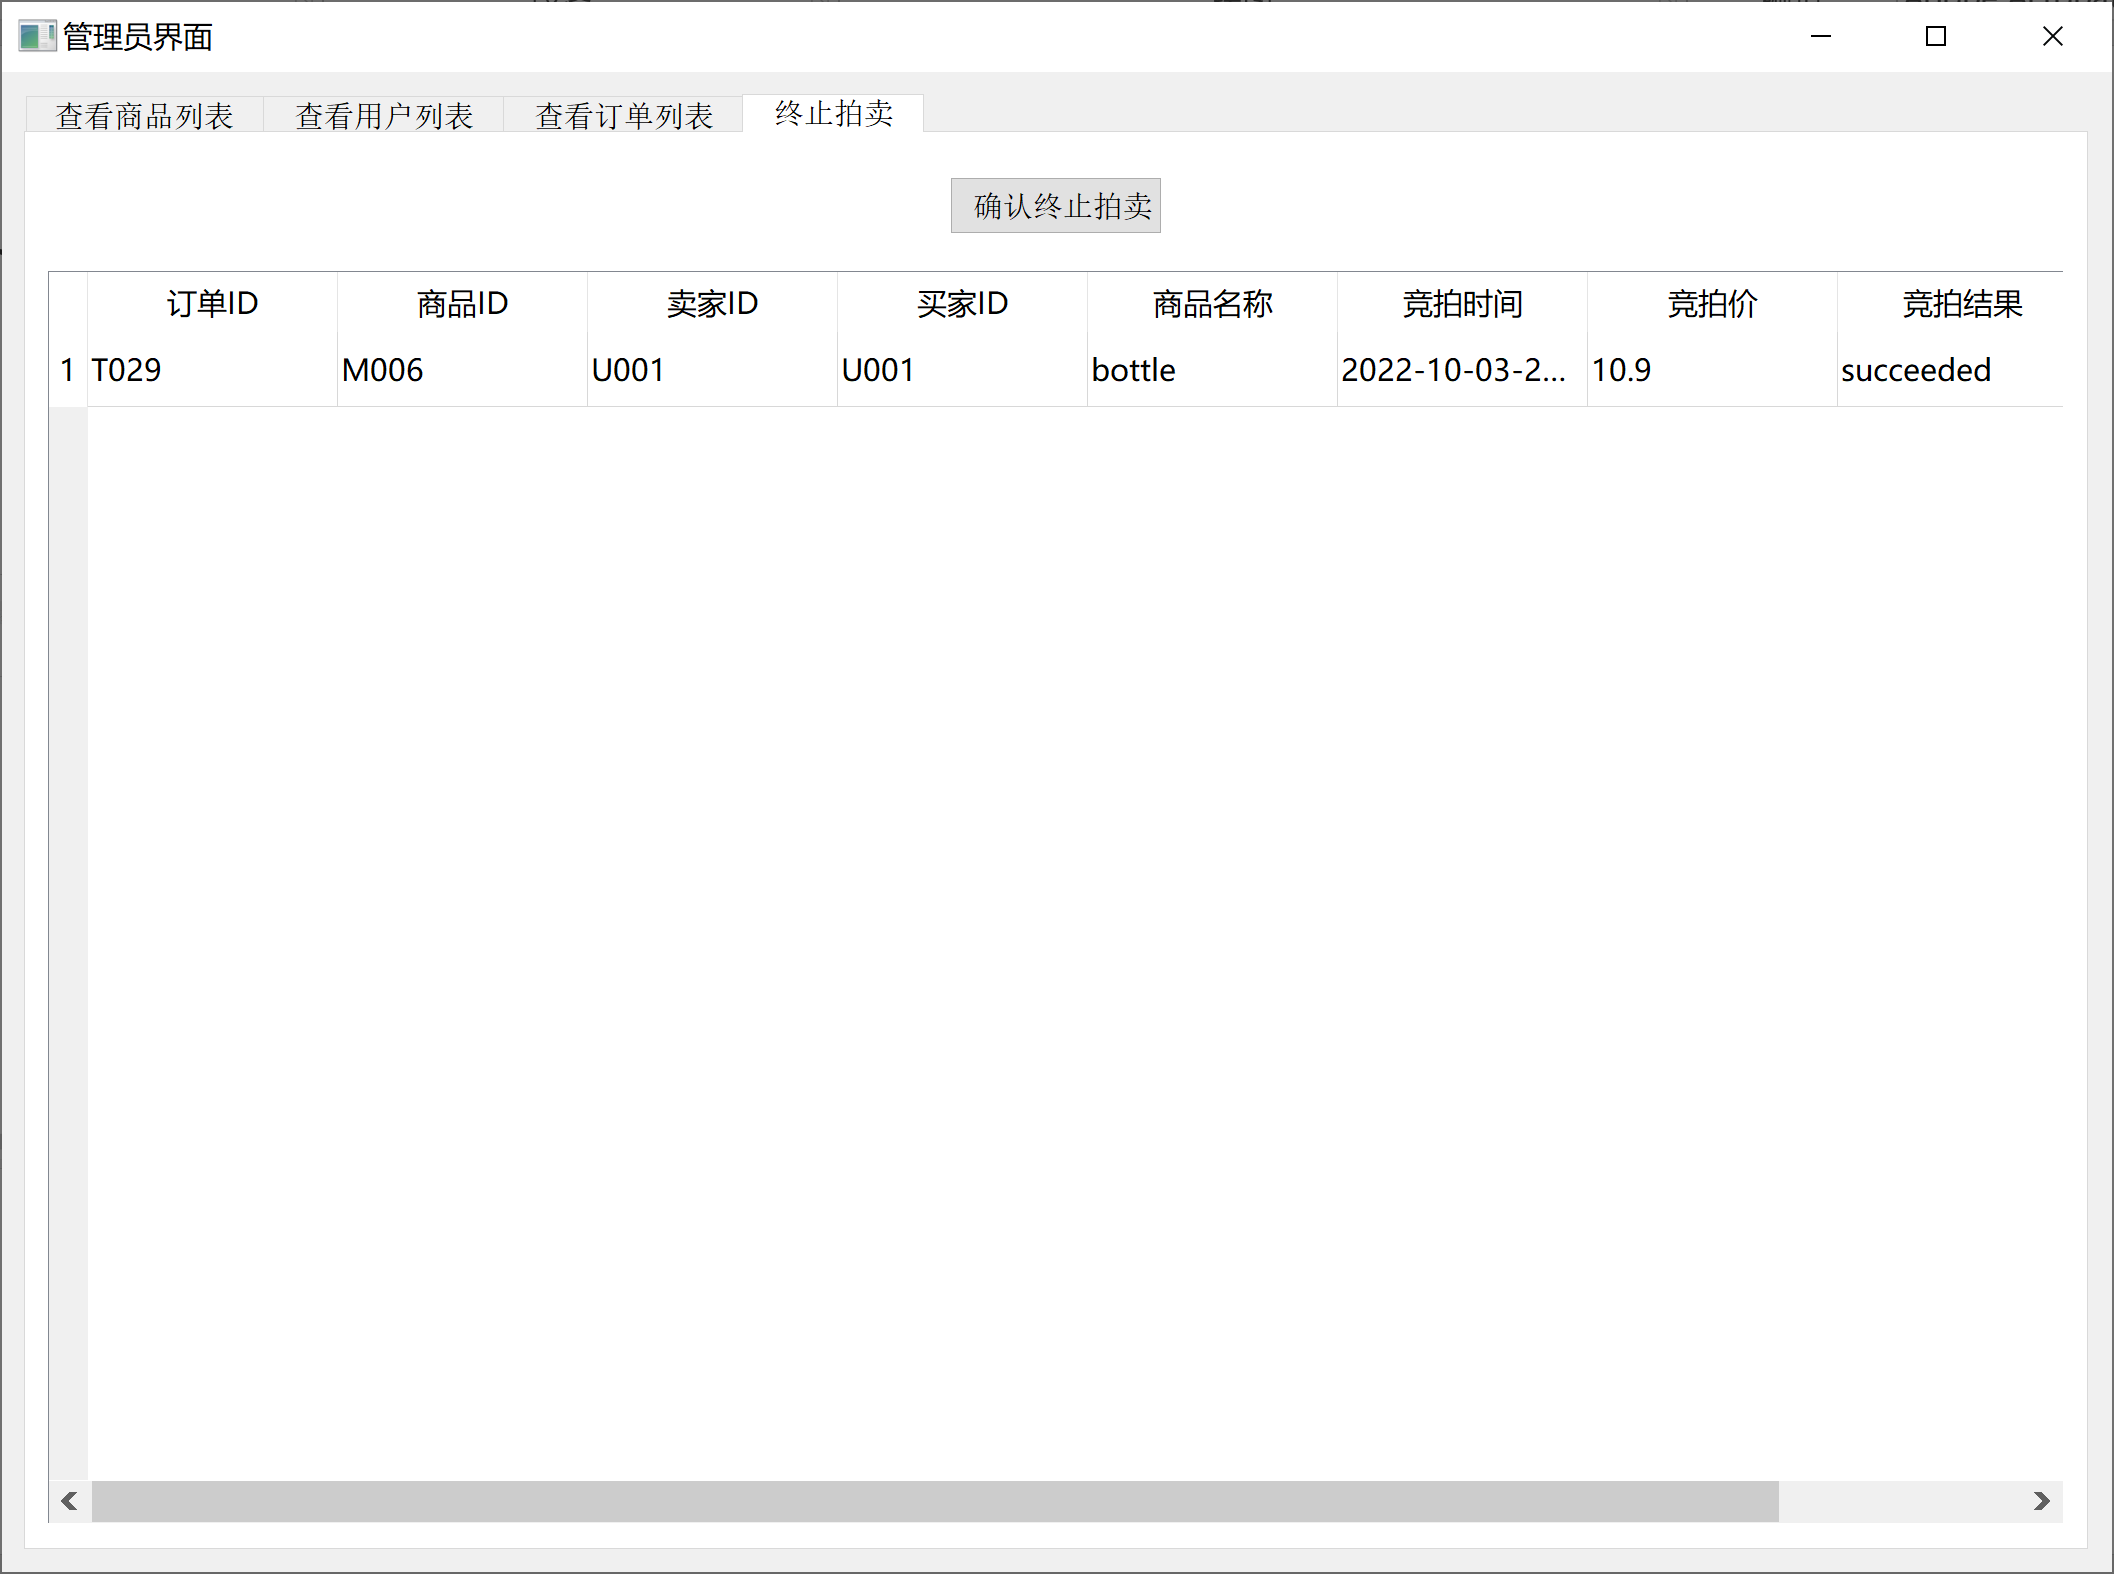 管理员界面
查看商品列表 查看用户列表 查看订单列表 终止拍卖
确认终止拍卖
订单ID 商品ID 卖家ID 买家ID 商品名称 竞拍时间 竞拍价 竞拍结果
1 T029 M006 U001 U001 bottle 2022-10-03-2... 10.9 succeeded